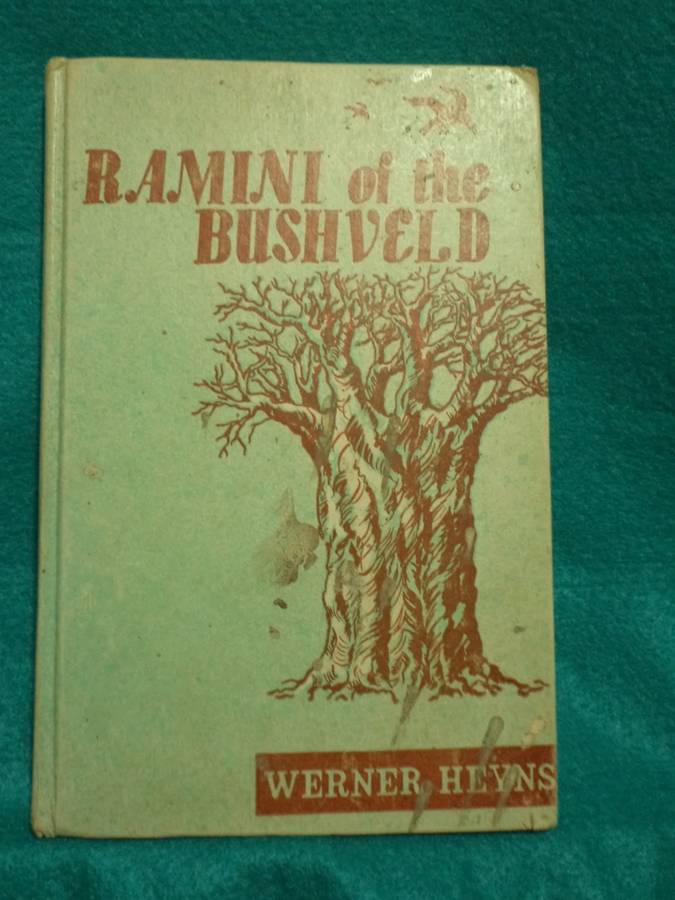 RAMINI of the
BUSHVELD
WERNER HEYNS